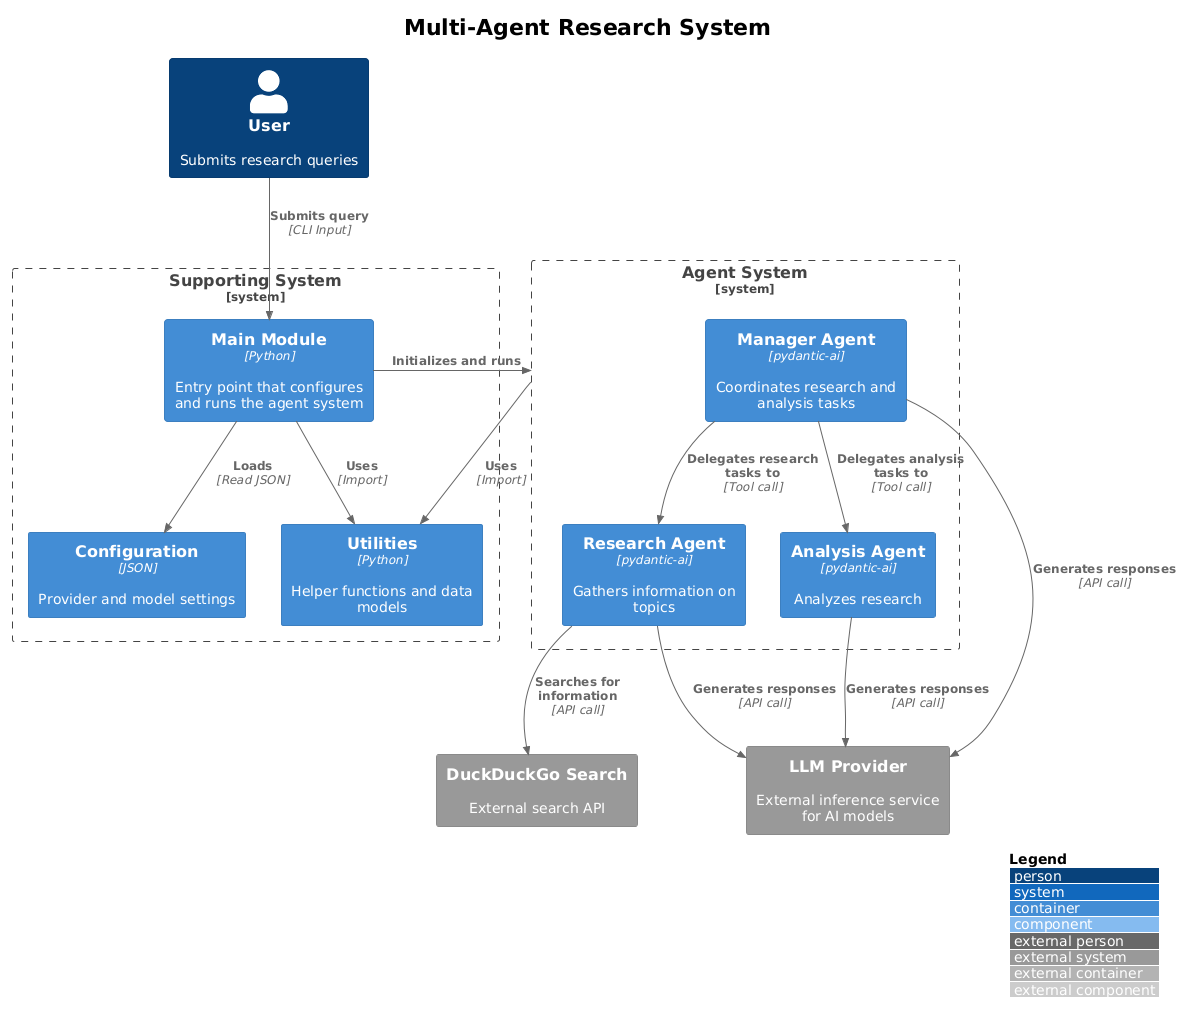 Multi-Agent Research System
User
Submits research queries
Submits query
[CLI Input]
Supporting System
[system]
Main Module
[Python]
Entry point that configures
and runs the agent system
Initializes and runs
Loads
[Read JSON]
Uses
[Import]
Uses
[Import]
Configuration
[JSON]
Provider and model settings
Utilities
[Python]
Helper functions and data
models
Agent System
[system]
Manager Agent
[pydantic-ai]
Coordinates research and
analysis tasks
Delegates research
tasks to
[Tool call]
Delegates analysis
tasks to
[Tool call]
Research Agent
[pydantic-ai]
Gathers information on
topics
Analysis Agent
[pydantic-ai]
Analyzes research
Generates responses
[API call]
Searches for
information
[API call]
Generates responses
[API call]
Generates responses
[API call]
DuckDuckGo Search
External search API
LLM Provider
External inference service
for AI models
Legend
person
system
container
component
external person
external system
external container
external component